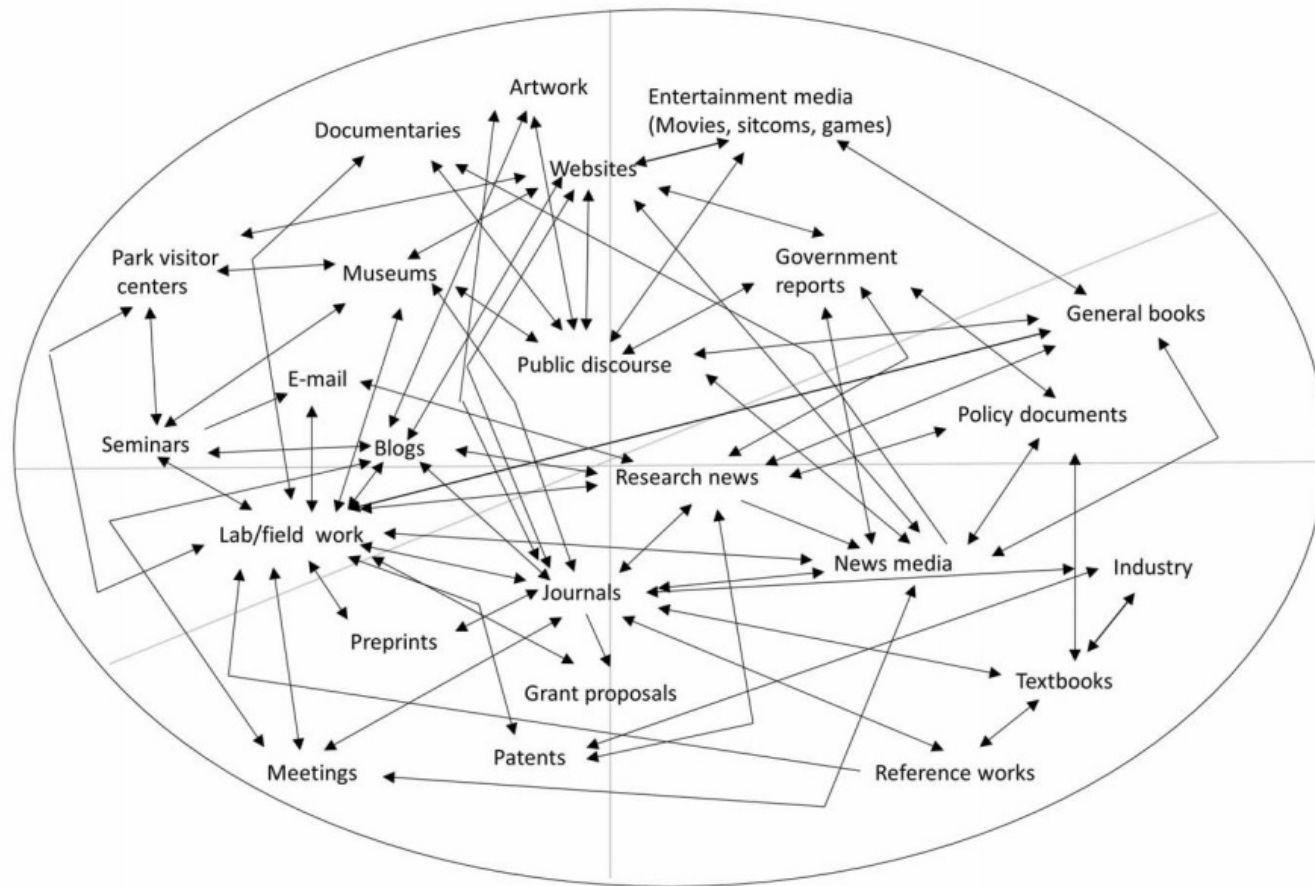 Artwork
Entertainment media
(Movies, sitcoms, games)
Documentaries
Websites
Park visitor
centers
Museums
Government
reports
General books
Public discourse
E-mail
Policy documents
Seminars
Blogs
Research news
Lab/field work
News media
Industry
Journals
Preprints
Grant proposals
Textbooks
Patents
Meetings
Reference works